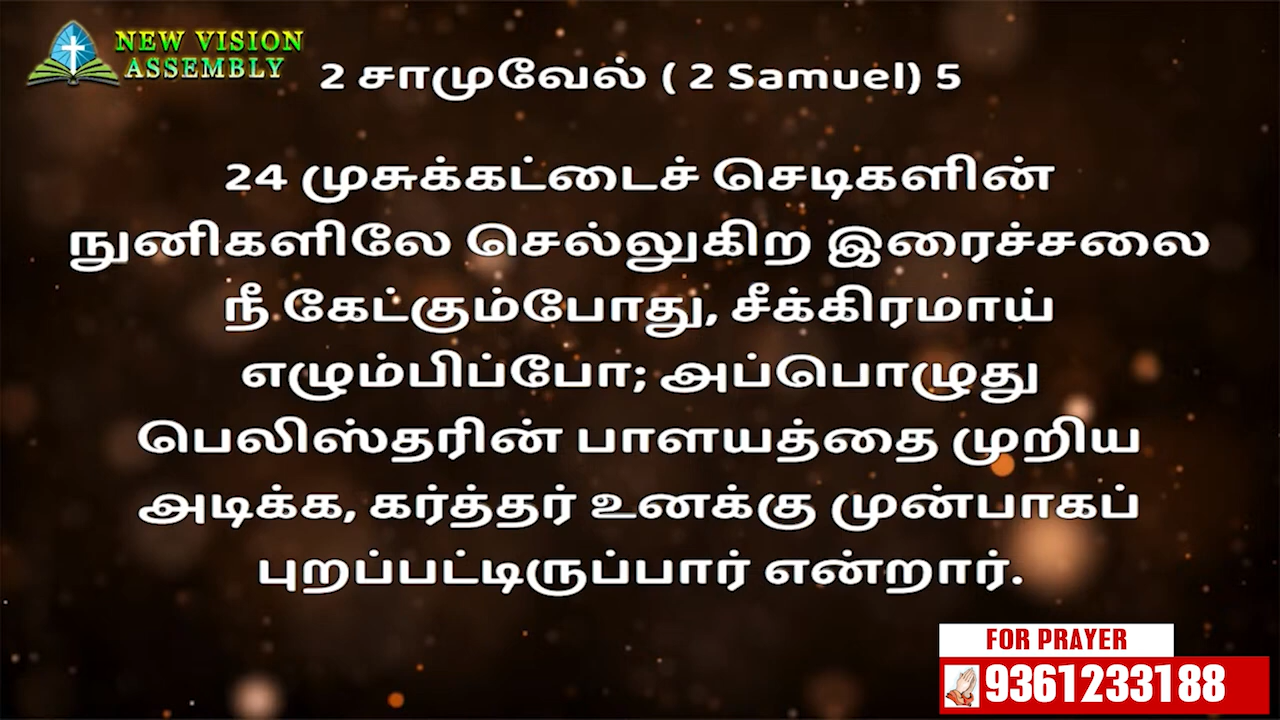 NEW VISION
ASSEMBLY
2 சாமுவேல் ( 2 Samuel) 5
24 முசுக்கட்டைச் செடிகளின்
நுனிகளிலே செல்லுகிற இரைச்சலை
நீ கேட்கும்போது, சீக்கிரமாய்
எழும்பிப்போ; அப்பொழுது
பெலிஸ்தரின் பாளயத்தை முறிய
அடிக்க, கர்த்தர் உனக்கு முன்பாகப்
புறப்பட்டிருப்பார் என்றார்.
FOR PRAYER
9361233188